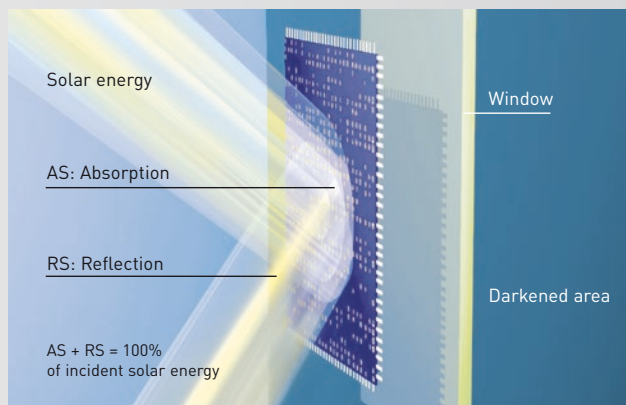 Solar energy
Window
AS: Absorption
RS: Reflection
Darkened area
AS + RS = 100%
of incident solar energy